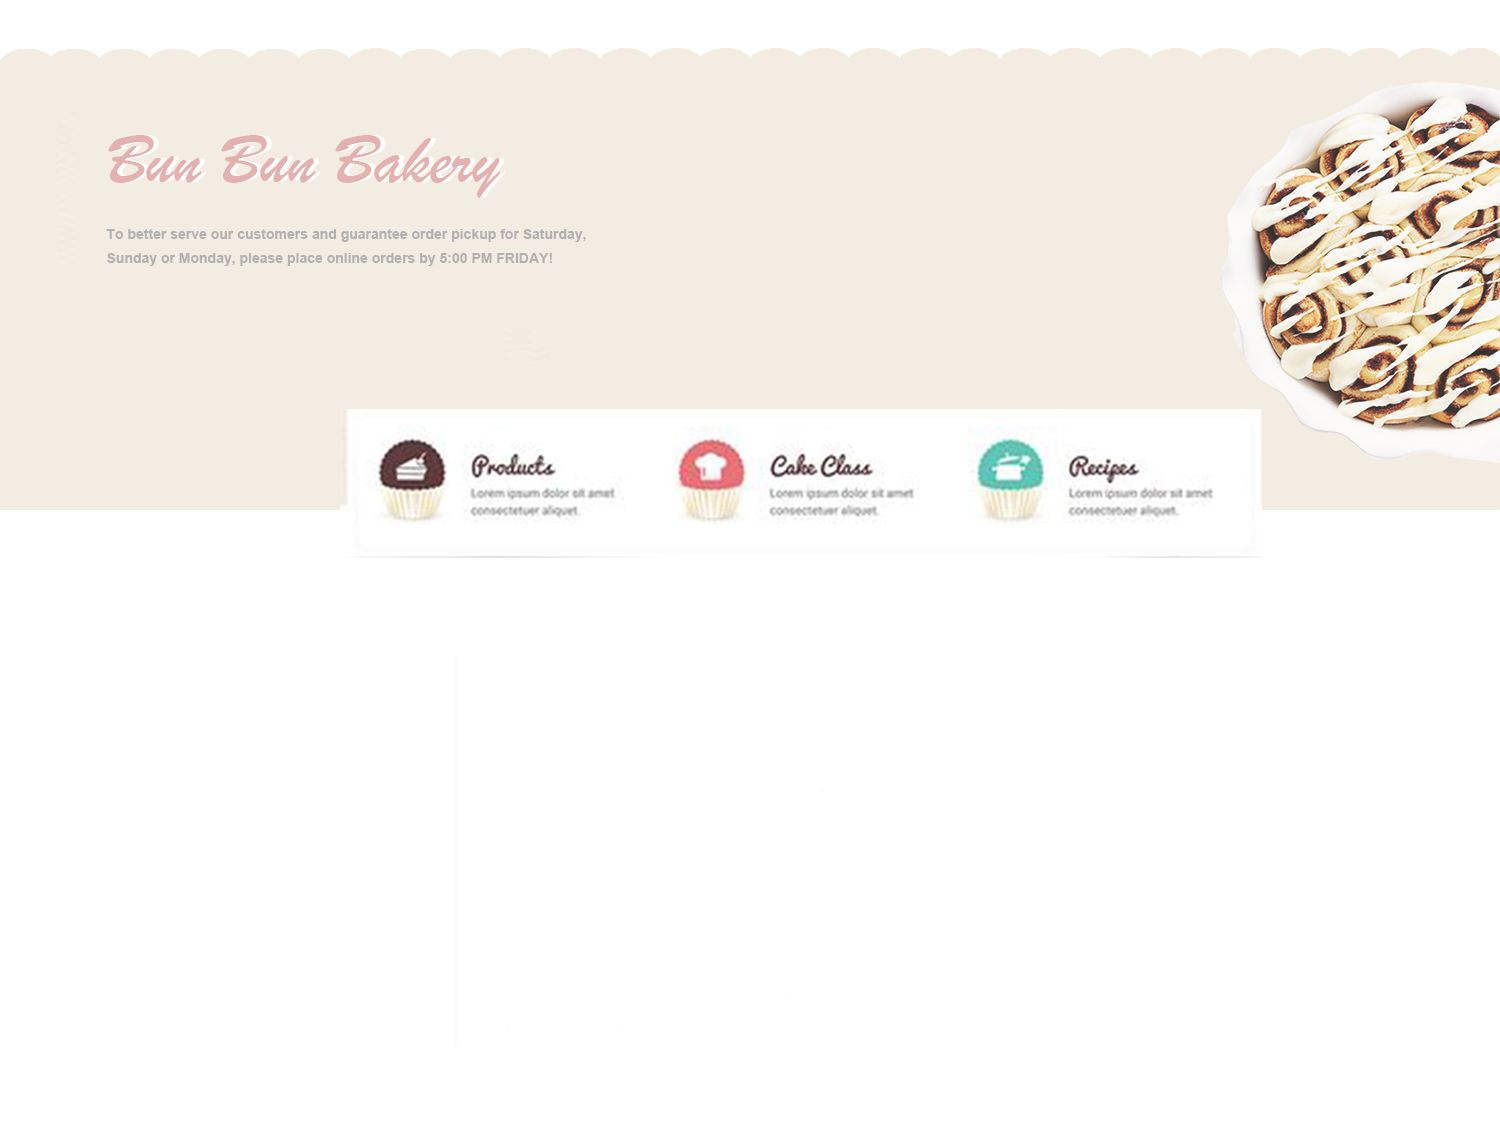 Bun Bun Bakery
To better serve our customers and guarantee order pickup for Saturday,
Sunday or Monday, please place online orders by 5:00 PM FRIDAY!
Products
Lorem ipsum dolor sit amet
consectetuer aliquet.
Cake Class
Lorem ipsum dolor sit amet
consectetuer aliquet.
Recipes
Lorem ipsum dolor sit amet
consectetuer aliquet.